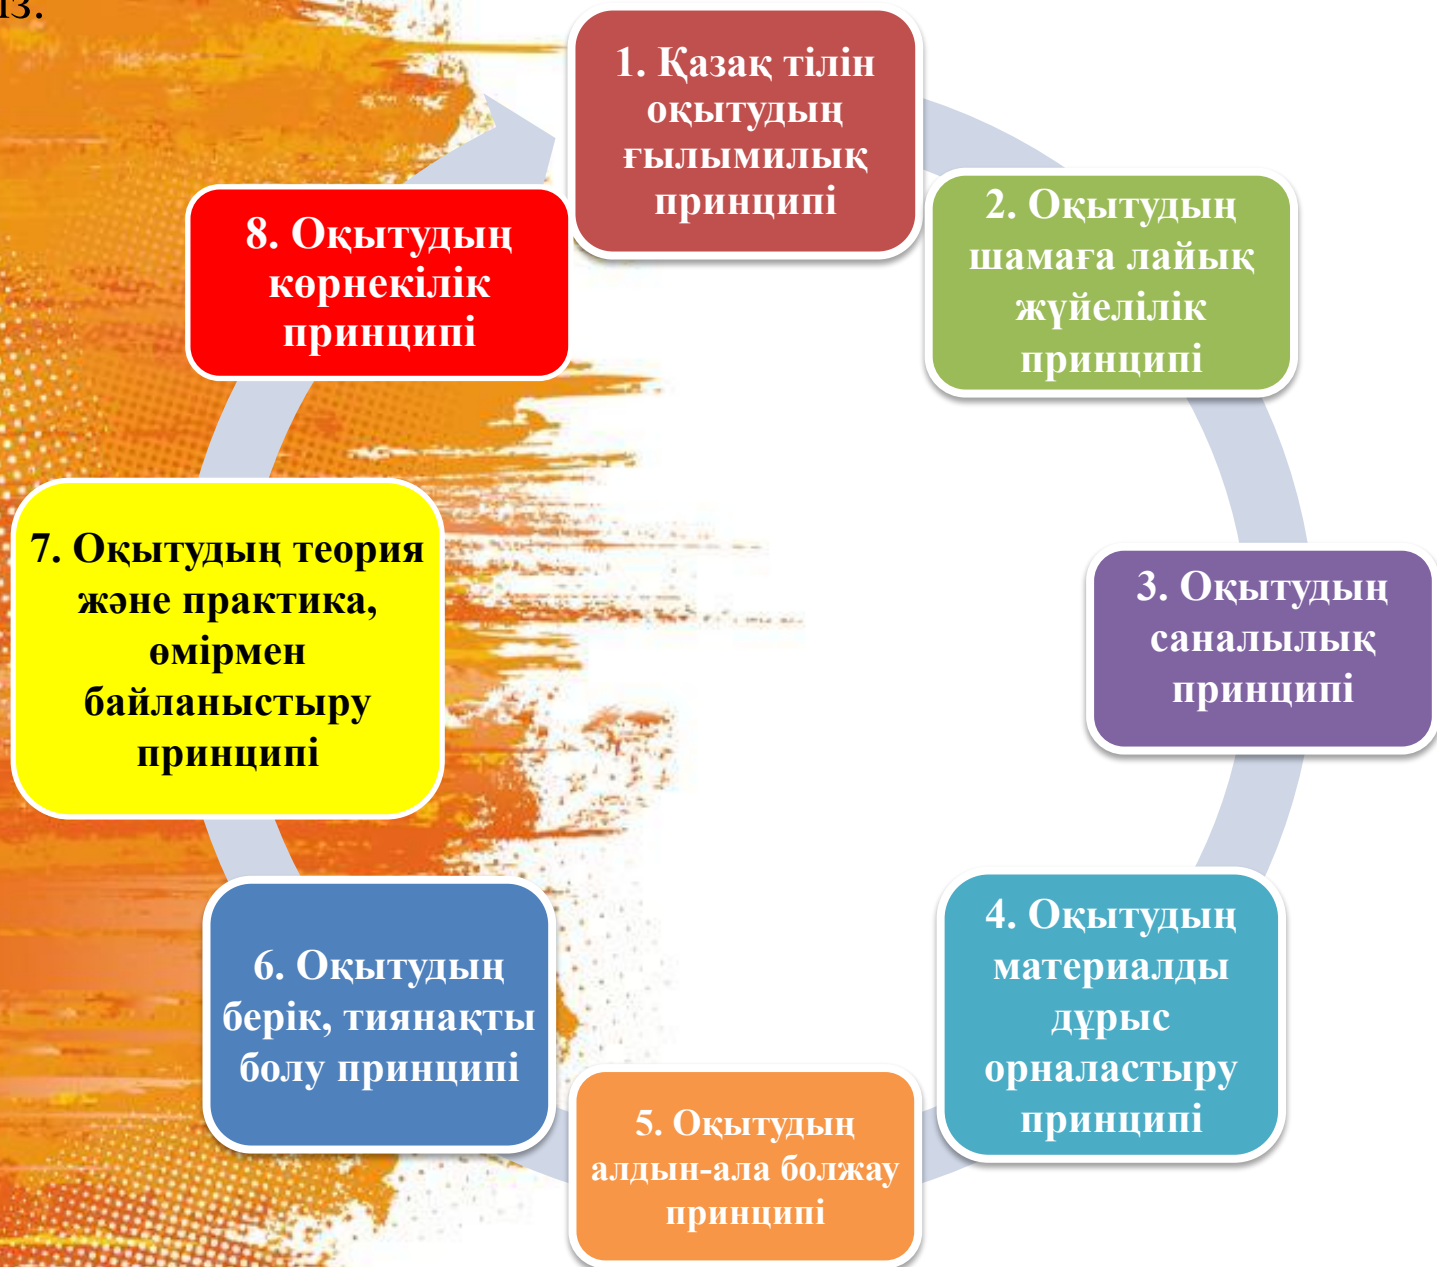 1. Қазақ тілін
оқытудың
ғылымилық
принципі
2. Оқытудың
шамаға лайық
жүйелілік
принципі
3. Оқытудың
саналылық
принципі
4. Оқытудың
материалды
дұрыс
орналастыру
принципі
5. Оқытудың
алдын-ала болжау
принципі
6. Оқытудың
берік, тиянақты
болу принципі
7. Оқытудың теория
және практика,
өмірмен
байланыстыру
принципі
8. Оқытудың
көрнекілік
принципі